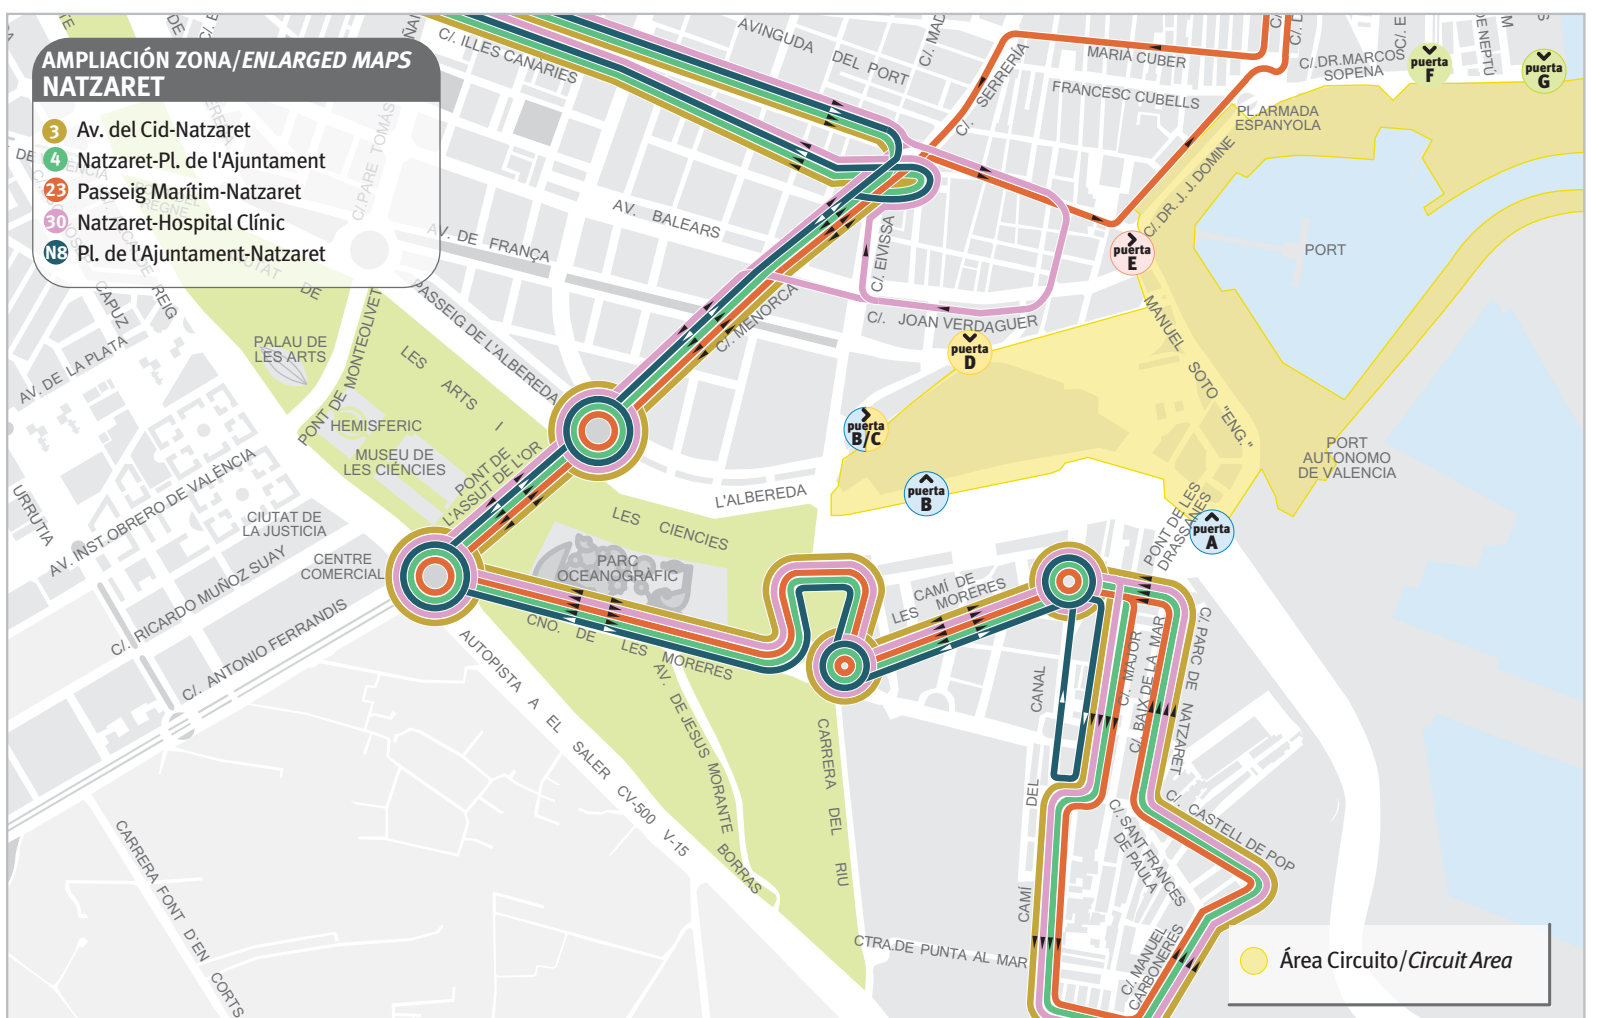 AMPLIACIÓN ZONA/ENLARGED MAPS
NATZARET
3 Av. del Cid-Natzaret
4 Natzaret-Pl. de l'Ajuntament
23 Passeig Marítim-Natzaret
30 Natzaret-Hospital Clínic
N8 Pl. de l'Ajuntament-Natzaret
C/. ILLES CANÀRIES
AVINGUDA DEL PORT
C/. SERRERÍA
MARIÀ CUBER
FRANCESC CUBELLS
C/.DR.MARCOS
SOPENA
puerta
F
puerta
G
PL.ARMADA
ESPANYOLA
C/. DR. J. J. DOMINE
PORT
puerta
E
C/.PARE TOMÀS
AV. BALEARS
AV. DE FRANÇA
C/. EIVISSA
C/. JOAN VERDAGUER
C/. MENORCA
PASSEIG DE L'ALBEREDA
PONT DE MONTEOLIVET
PALAU DE
LES ARTS
LES ARTS I
HEMISFERIC
MUSEU DE
LES CIÉNCIES
PONT DE
L'ASSUT DE L'OR
AV. DE LA PLATA
CAPUZ
REIG
URRUTIA
AV. INST. OBRERO DE VALÈNCIA
CIUTAT DE
LA JUSTICIA
CENTRE
COMERCIAL
C/. RICARDO MUÑOZ SUAY
C/. ANTONIO FERRANDIS
puerta
D
puerta
B/C
puerta
B
puerta
A
MANUEL SOTO "ENG."
PORT
AUTONOMO
DE VALENCIA
PONT DE LES
DRASSANES
L'ALBEREDA
LES CIENCIES
PARC
OCEANOGRÀFIC
CNO. DE LES MORERES
CAMÍ DE
LES MORERES
AUTOPISTA A EL SALER CV-500 V-15
AV. DE JESUS MORANTE BORRAS
CARRERA DEL RIU
CARRERA FONT D'EN CORTS
CTRA.DE PUNTA AL MAR
CAMÍ DEL CANAL
C/. MAJOR
C/. BAIX DE LA MAR
C/. PARC DE NATZARET
C/. CASTELL DE POP
C/. SANT FRANCES
DE PAULA
C/. MANUEL
CARBONERES
Área Circuito/Circuit Area